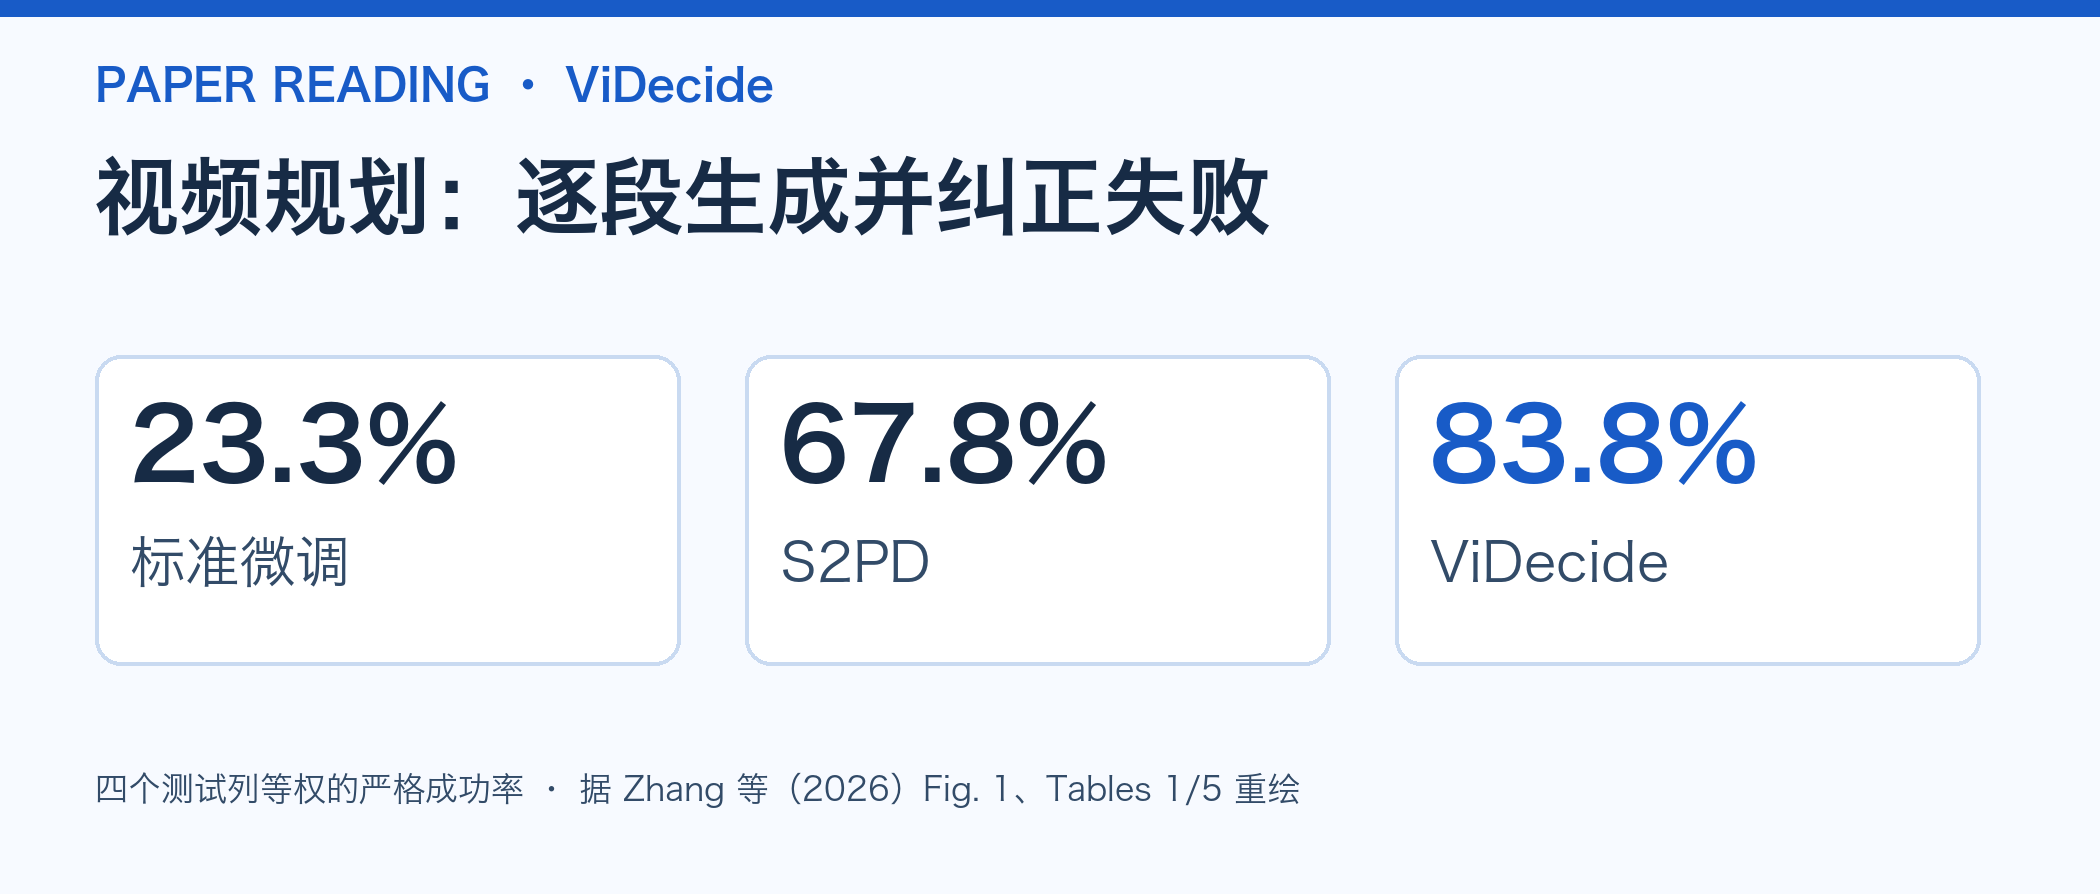 PAPER READING · ViDecide
视频规划：逐段生成并纠正失败
23.3%
标准微调
67.8%
S2PD
83.8%
ViDecide
四个测试列等权的严格成功率 · 据 Zhang 等（2026）Fig. 1、Tables 1/5 重绘